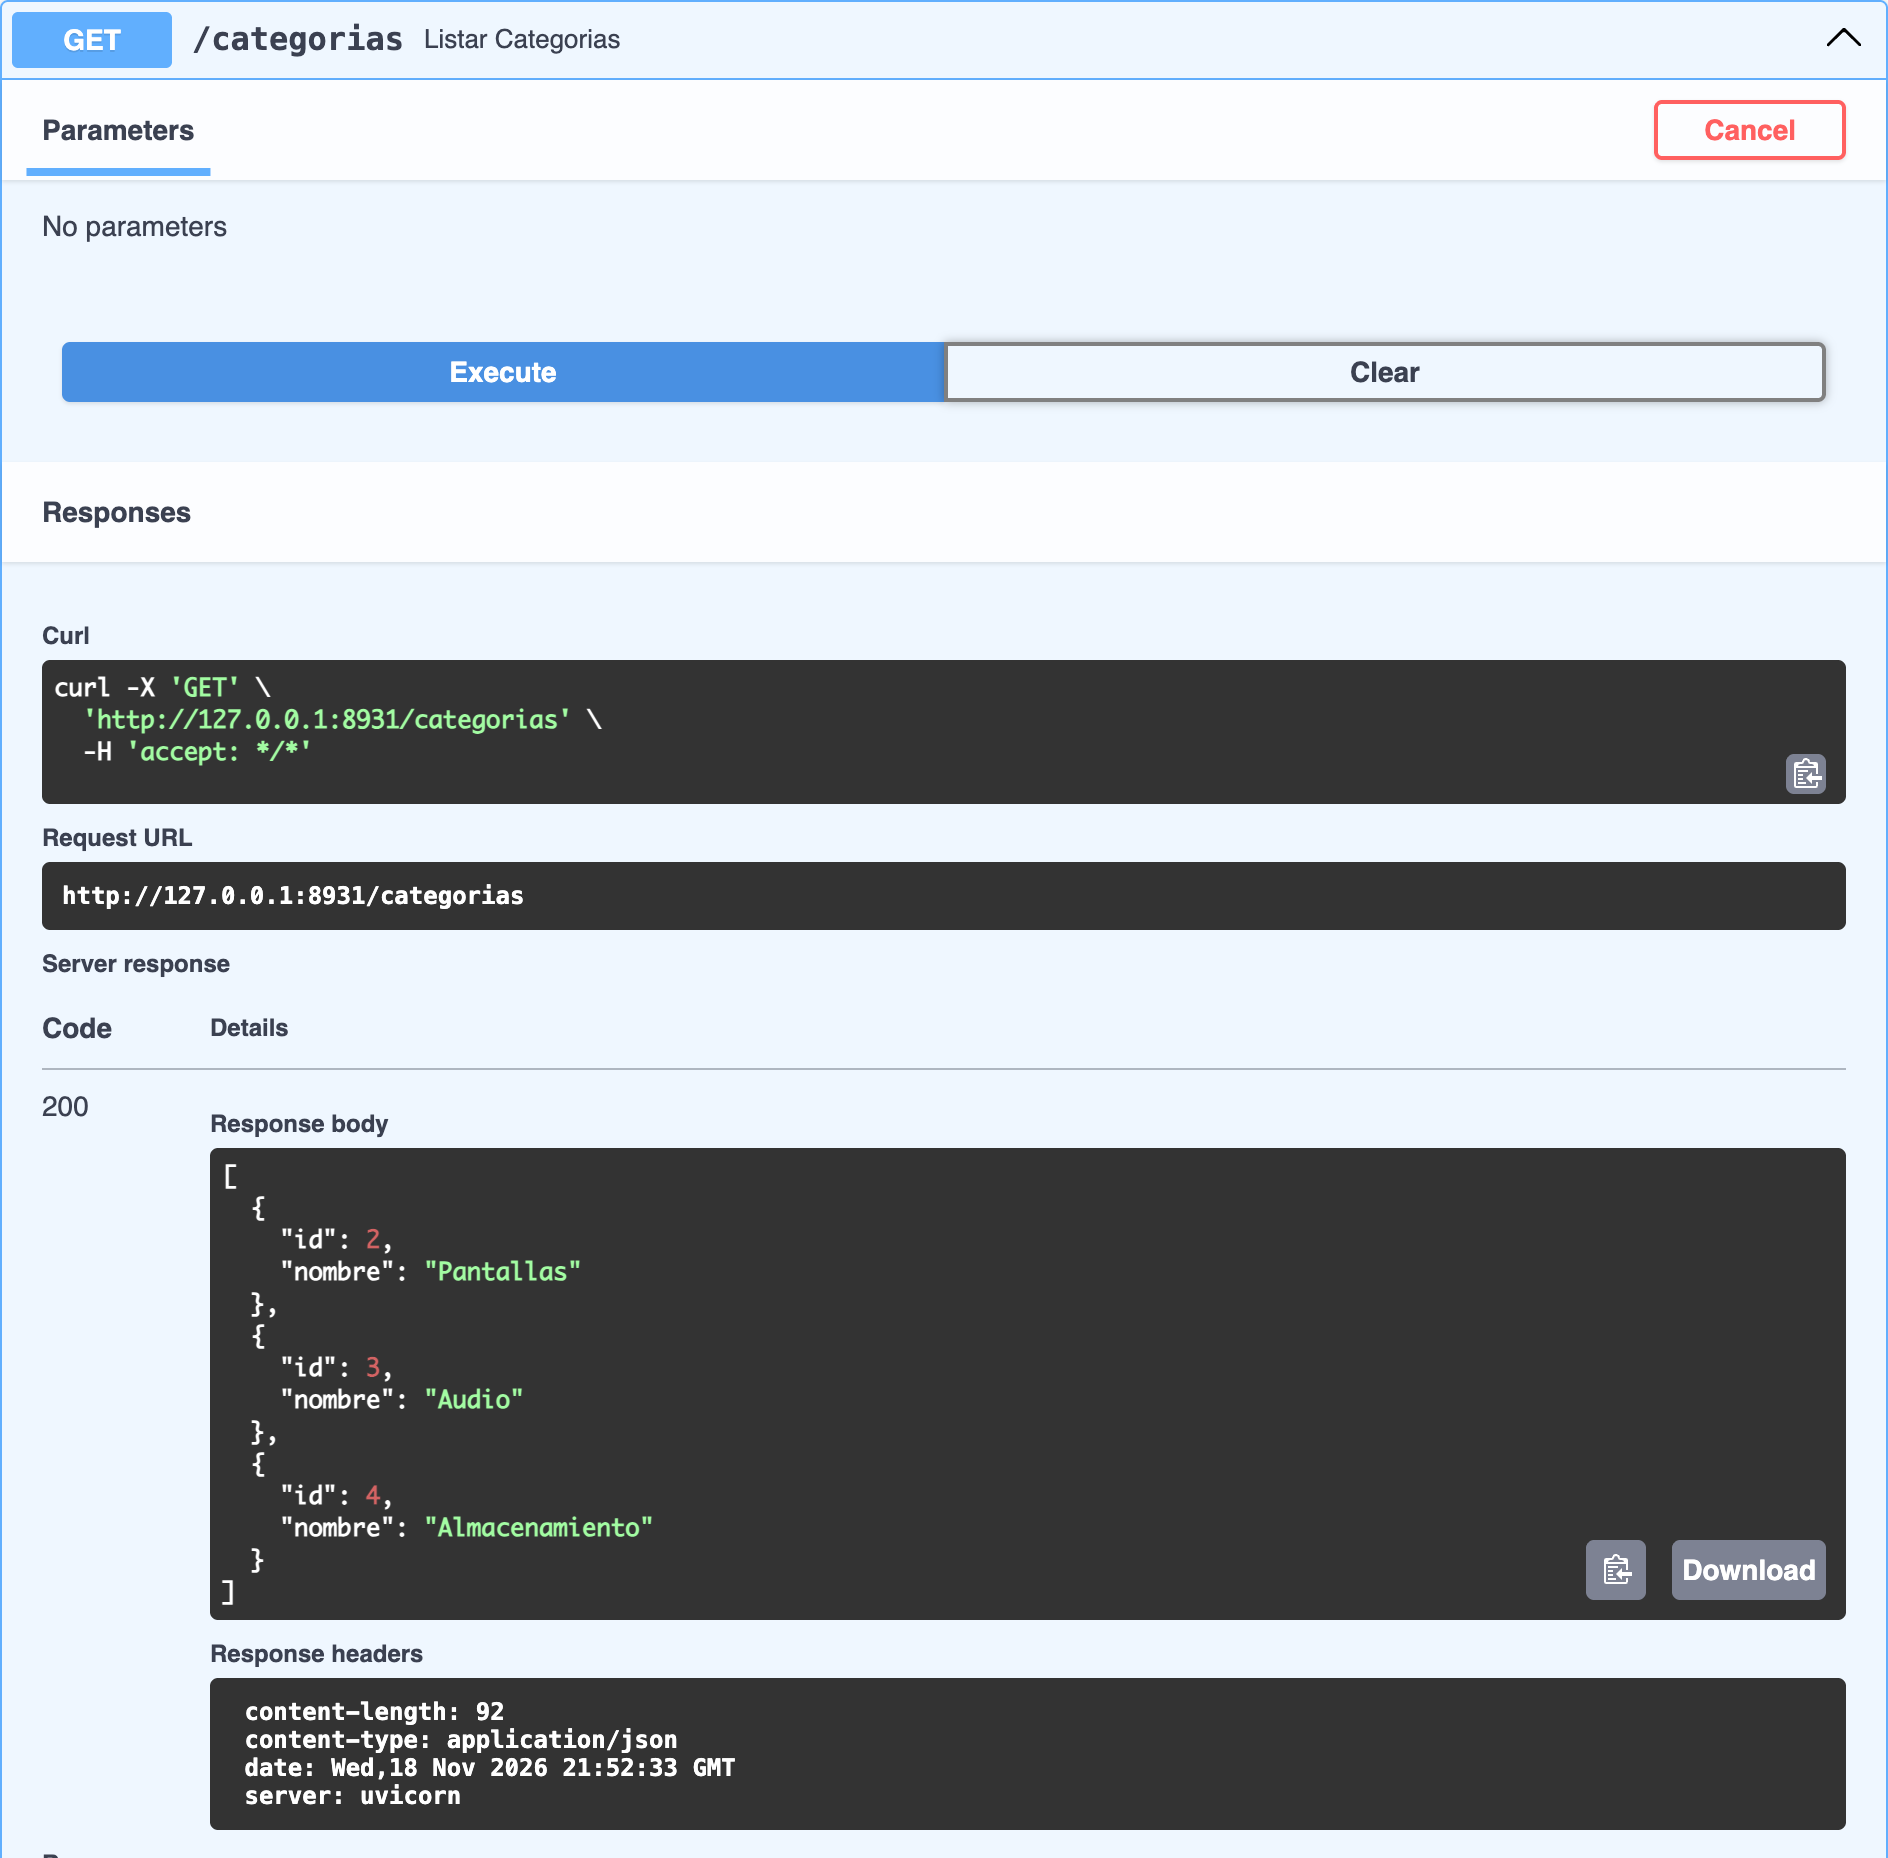 GET /categorias Listar Categorias
Parameters
Cancel
No parameters
Execute
Clear
Responses
Curl
curl -X 'GET' \
  'http://127.0.0.1:8931/categorias' \
  -H 'accept: */*'
Request URL
http://127.0.0.1:8931/categorias
Server response
Code Details
200
Response body
[
  {
    "id": 2,
    "nombre": "Pantallas"
  },
  {
    "id": 3,
    "nombre": "Audio"
  },
  {
    "id": 4,
    "nombre": "Almacenamiento"
  }
]
Download
Response headers
content-length: 92
content-type: application/json
date: Wed,18 Nov 2026 21:52:33 GMT
server: uvicorn